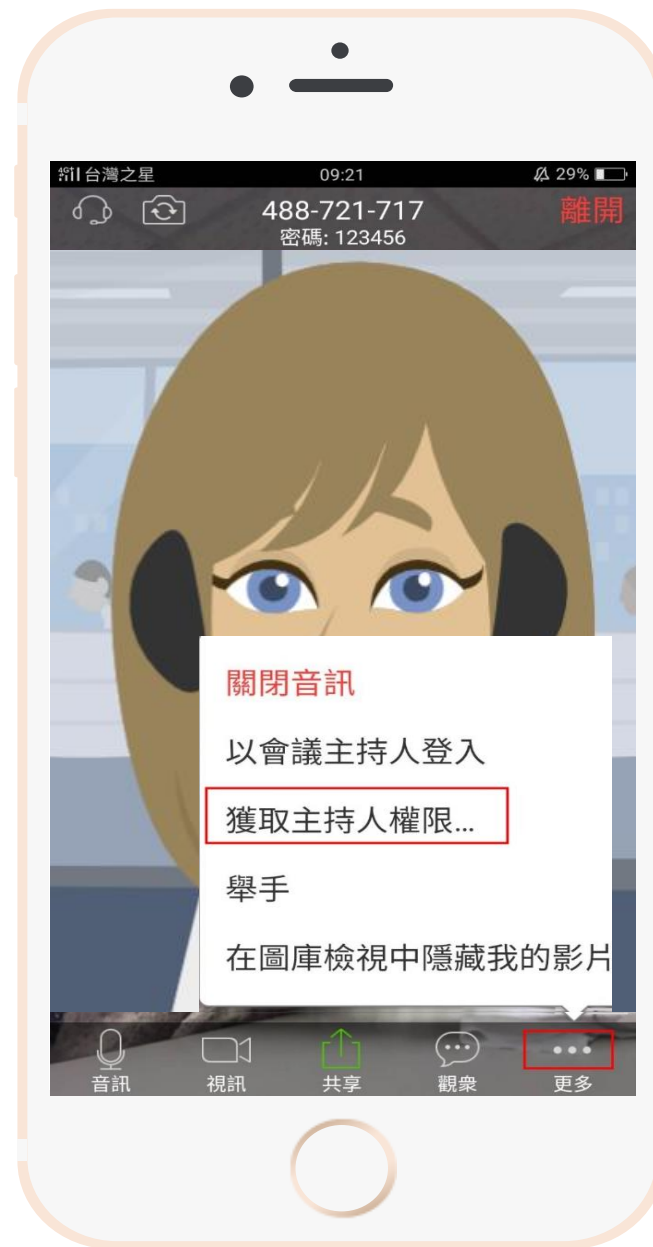 台灣之星 09:21 29%
488-721-717 離開
密碼: 123456
關閉音訊
以會議主持人登入
獲取主持人權限...
舉手
在圖庫檢視中隱藏我的影片
音訊 視訊 共享 觀衆 更多